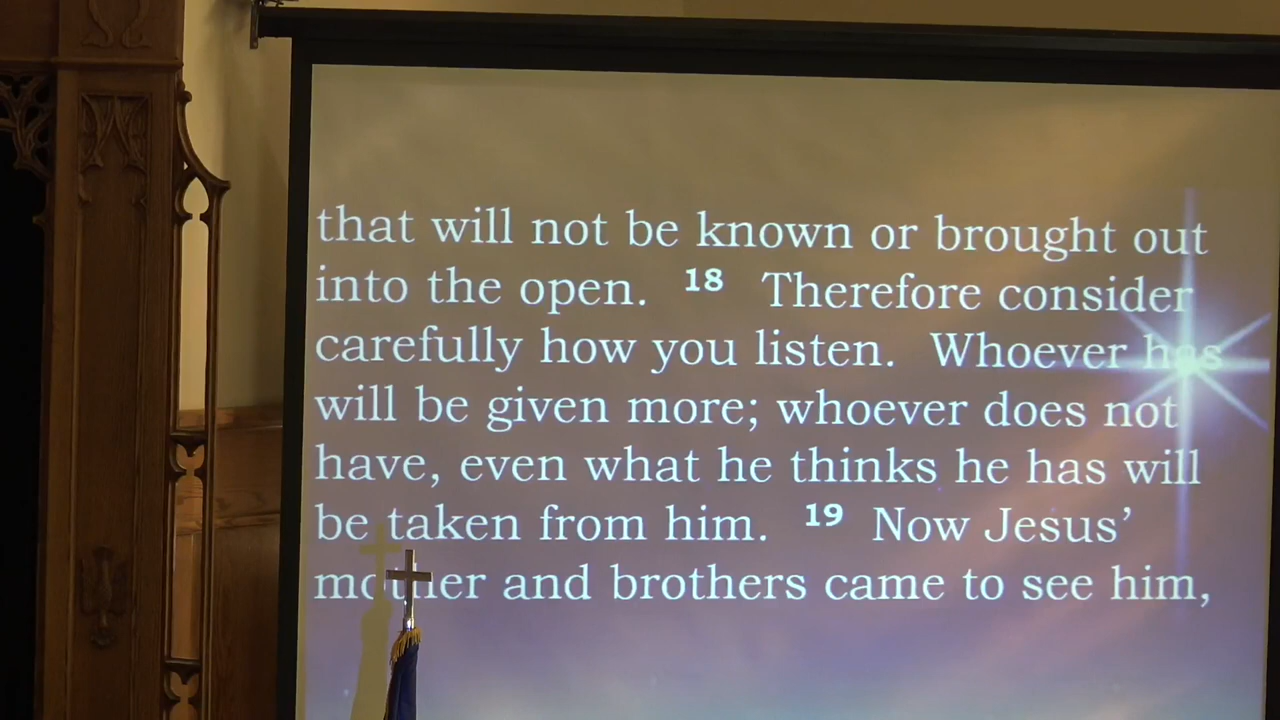 that will not be known or brought out
into the open. 18 Therefore consider
carefully how you listen. Whoever has
will be given more; whoever does not
have, even what he thinks he has will
be taken from him. 19 Now Jesus’
mother and brothers came to see him,